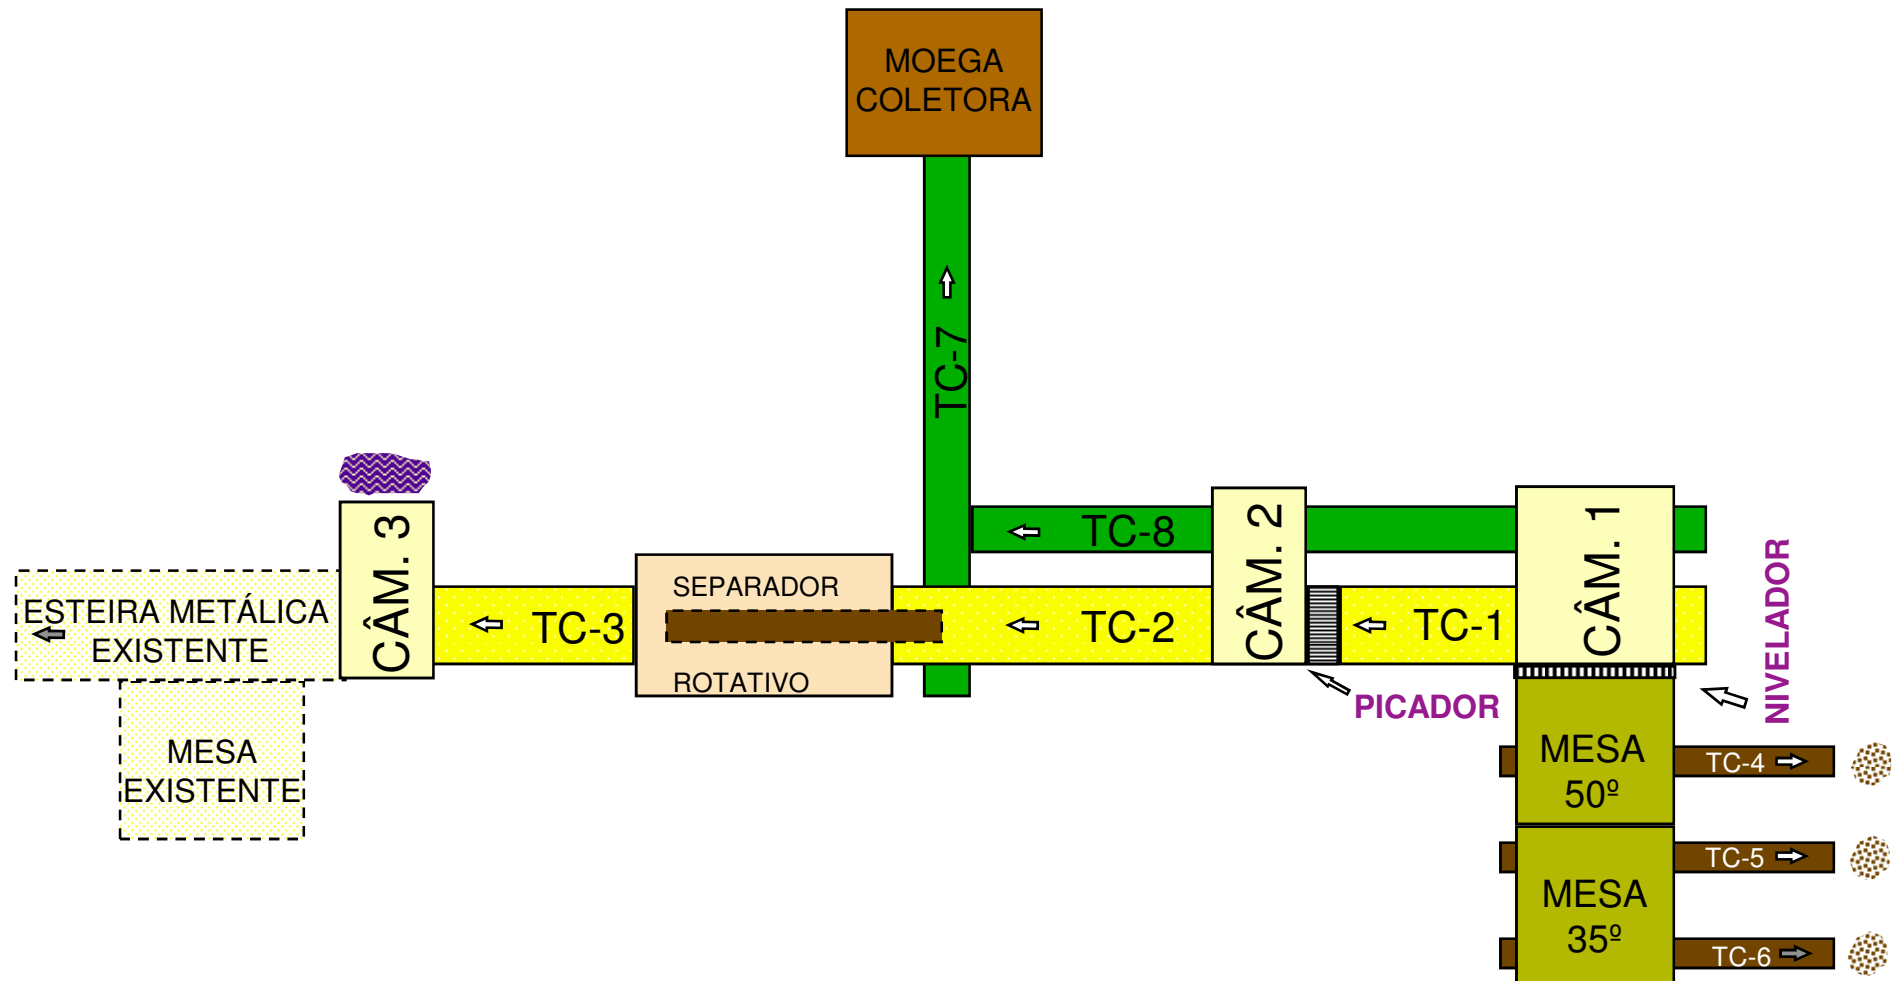 MOEGA
COLETORA
TC-7
CÂM. 3
TC-8
CÂM. 2
CÂM. 1
NIVELADOR
ESTEIRA METÁLICA
EXISTENTE
TC-3
SEPARADOR
ROTATIVO
TC-2
TC-1
PICADOR
MESA
EXISTENTE
MESA
50º
TC-4
TC-5
MESA
35º
TC-6